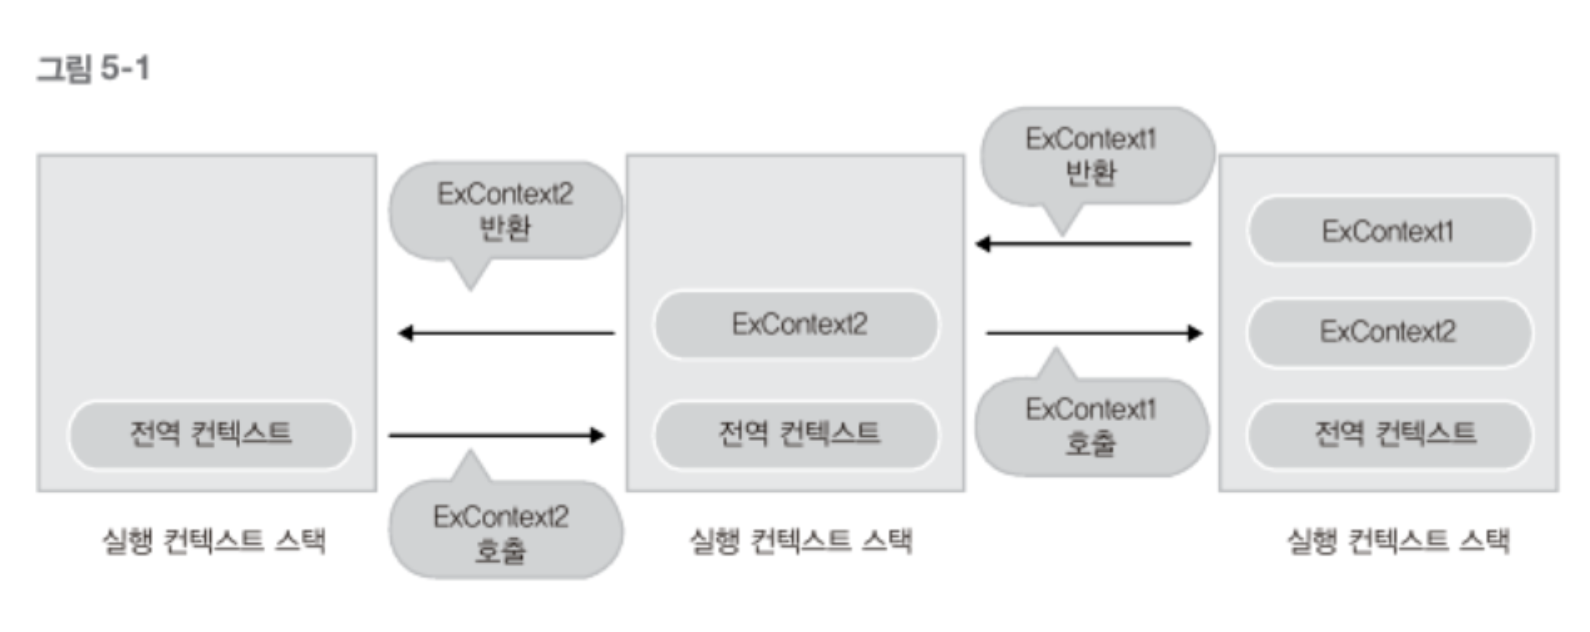 그림 5-1
ExContext2
반환
ExContext1
반환
ExContext1
ExContext2
ExContext2
전역 컨텍스트
전역 컨텍스트
ExContext1
호출
전역 컨텍스트
실행 컨텍스트 스택
ExContext2
호출
실행 컨텍스트 스택
실행 컨텍스트 스택